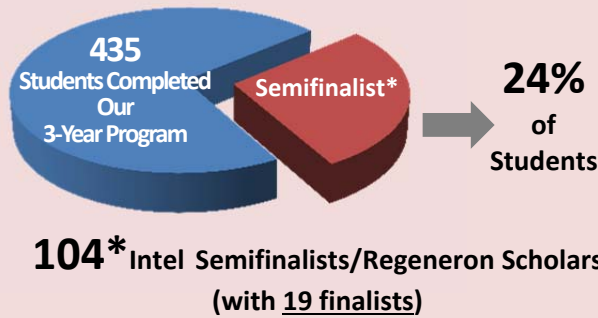 435
Students Completed
Our
3-Year Program
Semifinalist*
24%
of
Students
104* Intel Semifinalists/Regeneron Scholars
(with 19 finalists)